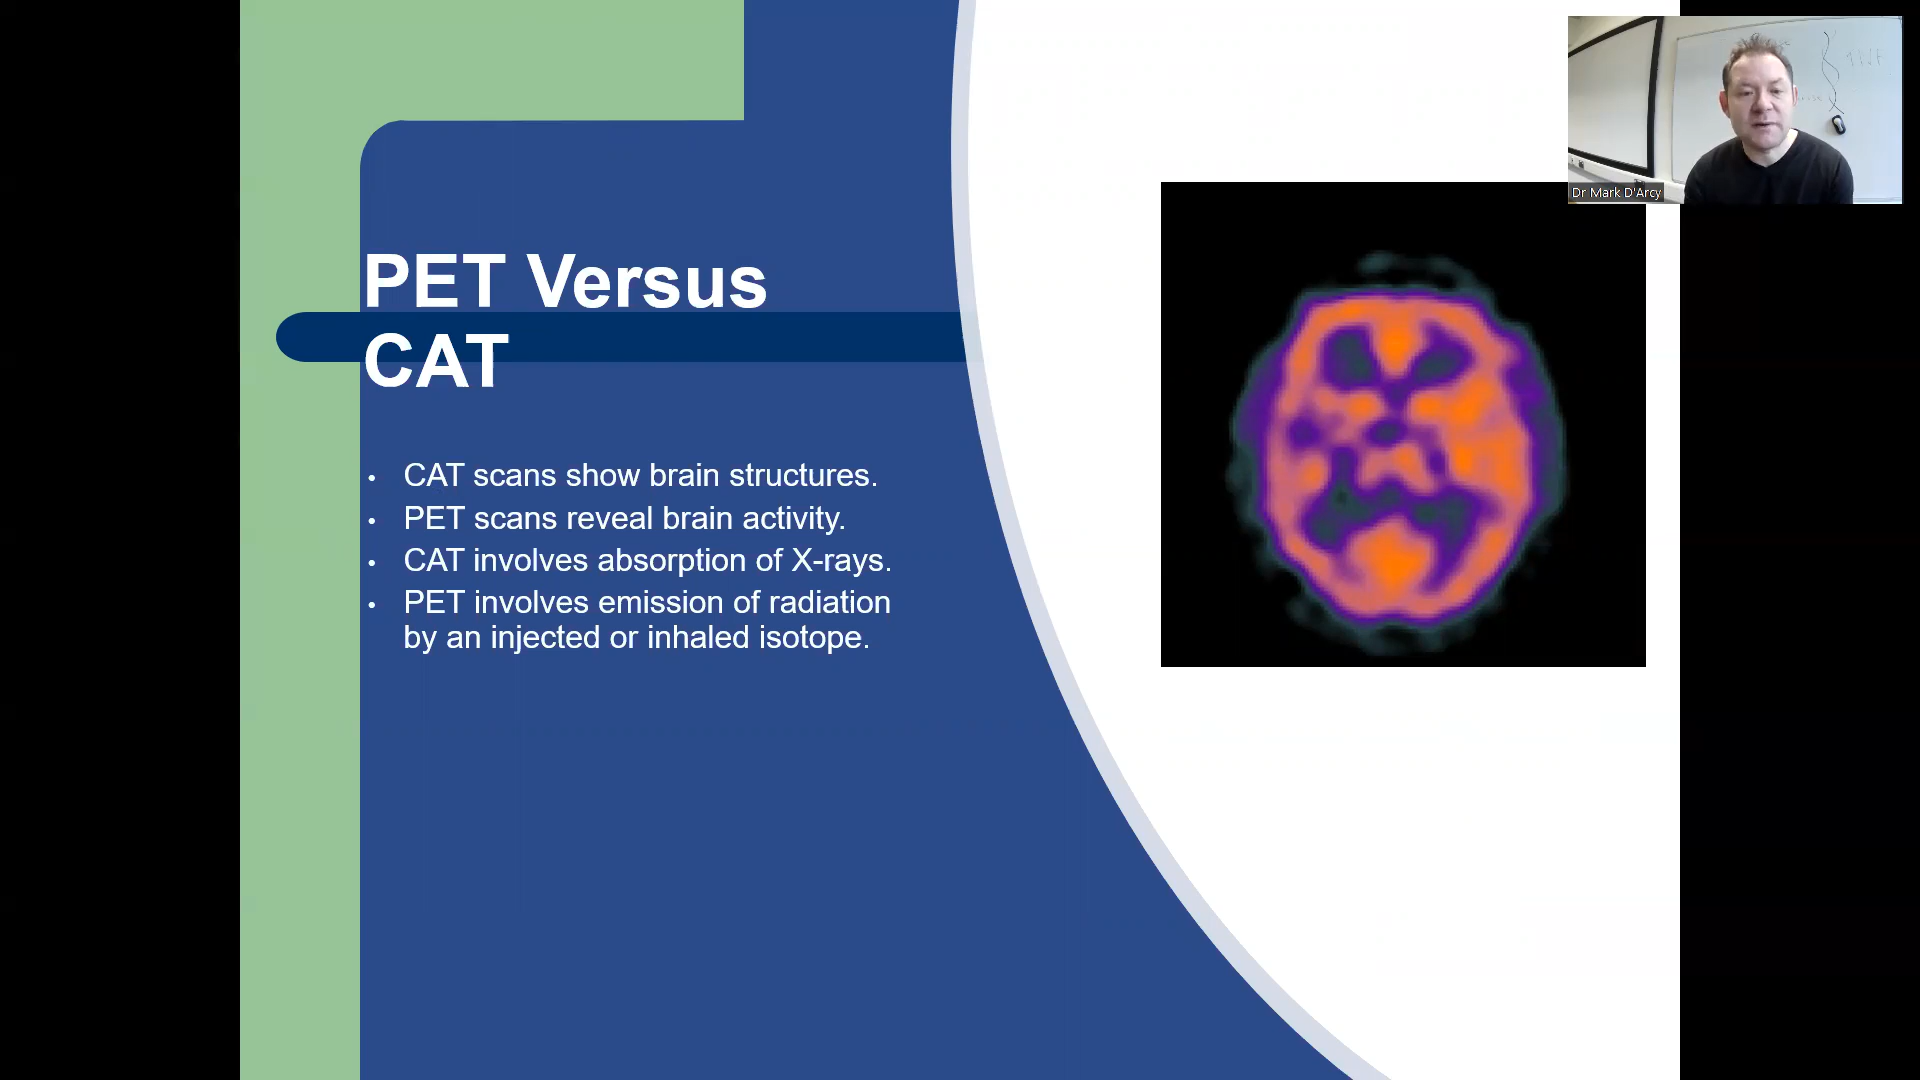 PET Versus
CAT
• CAT scans show brain structures.
• PET scans reveal brain activity.
• CAT involves absorption of X-rays.
• PET involves emission of radiation
by an injected or inhaled isotope.
Dr Mark D'Arcy